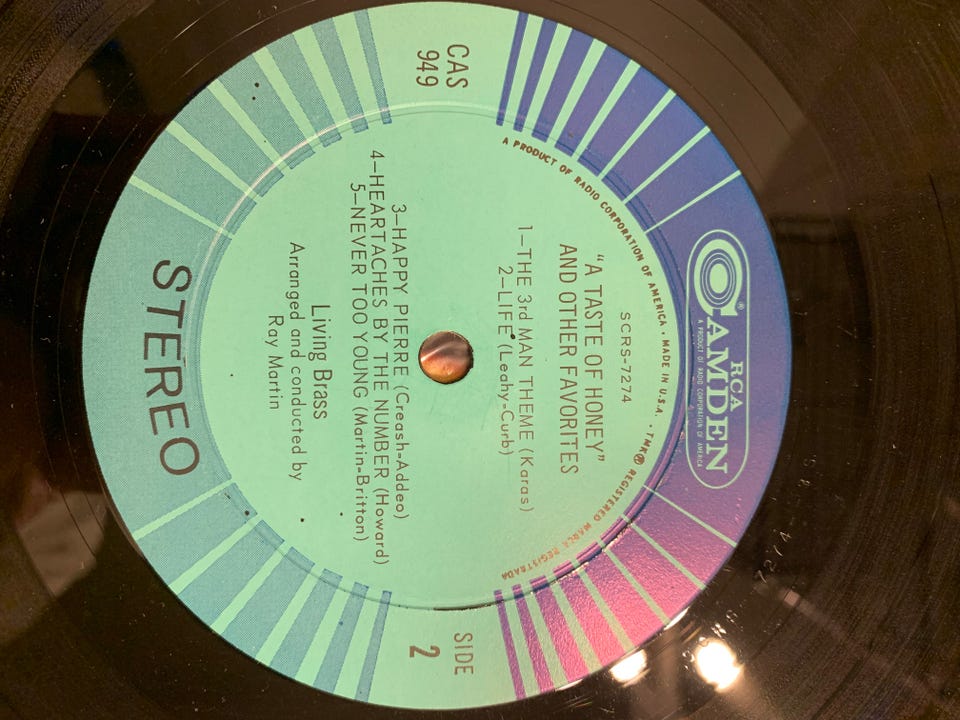 RCA
CAMDEN
®
A PRODUCT OF RADIO CORPORATION OF AMERICA
A PRODUCT OF RADIO CORPORATION OF AMERICA • MADE IN U.S.A. • TMK® REGISTERED MARCA REGISTRADA
SCRS-7274
"A TASTE OF HONEY"
AND OTHER FAVORITES
1—THE 3rd MAN THEME (Karas)
2—LIFE (Leahy-Curb)
CAS
949
SIDE
2
3—HAPPY PIERRE (Creash-Addeo)
4—HEARTACHES BY THE NUMBER (Howard)
5—NEVER TOO YOUNG (Martin-Britton)
Living Brass
Arranged and conducted by
Ray Martin
STEREO